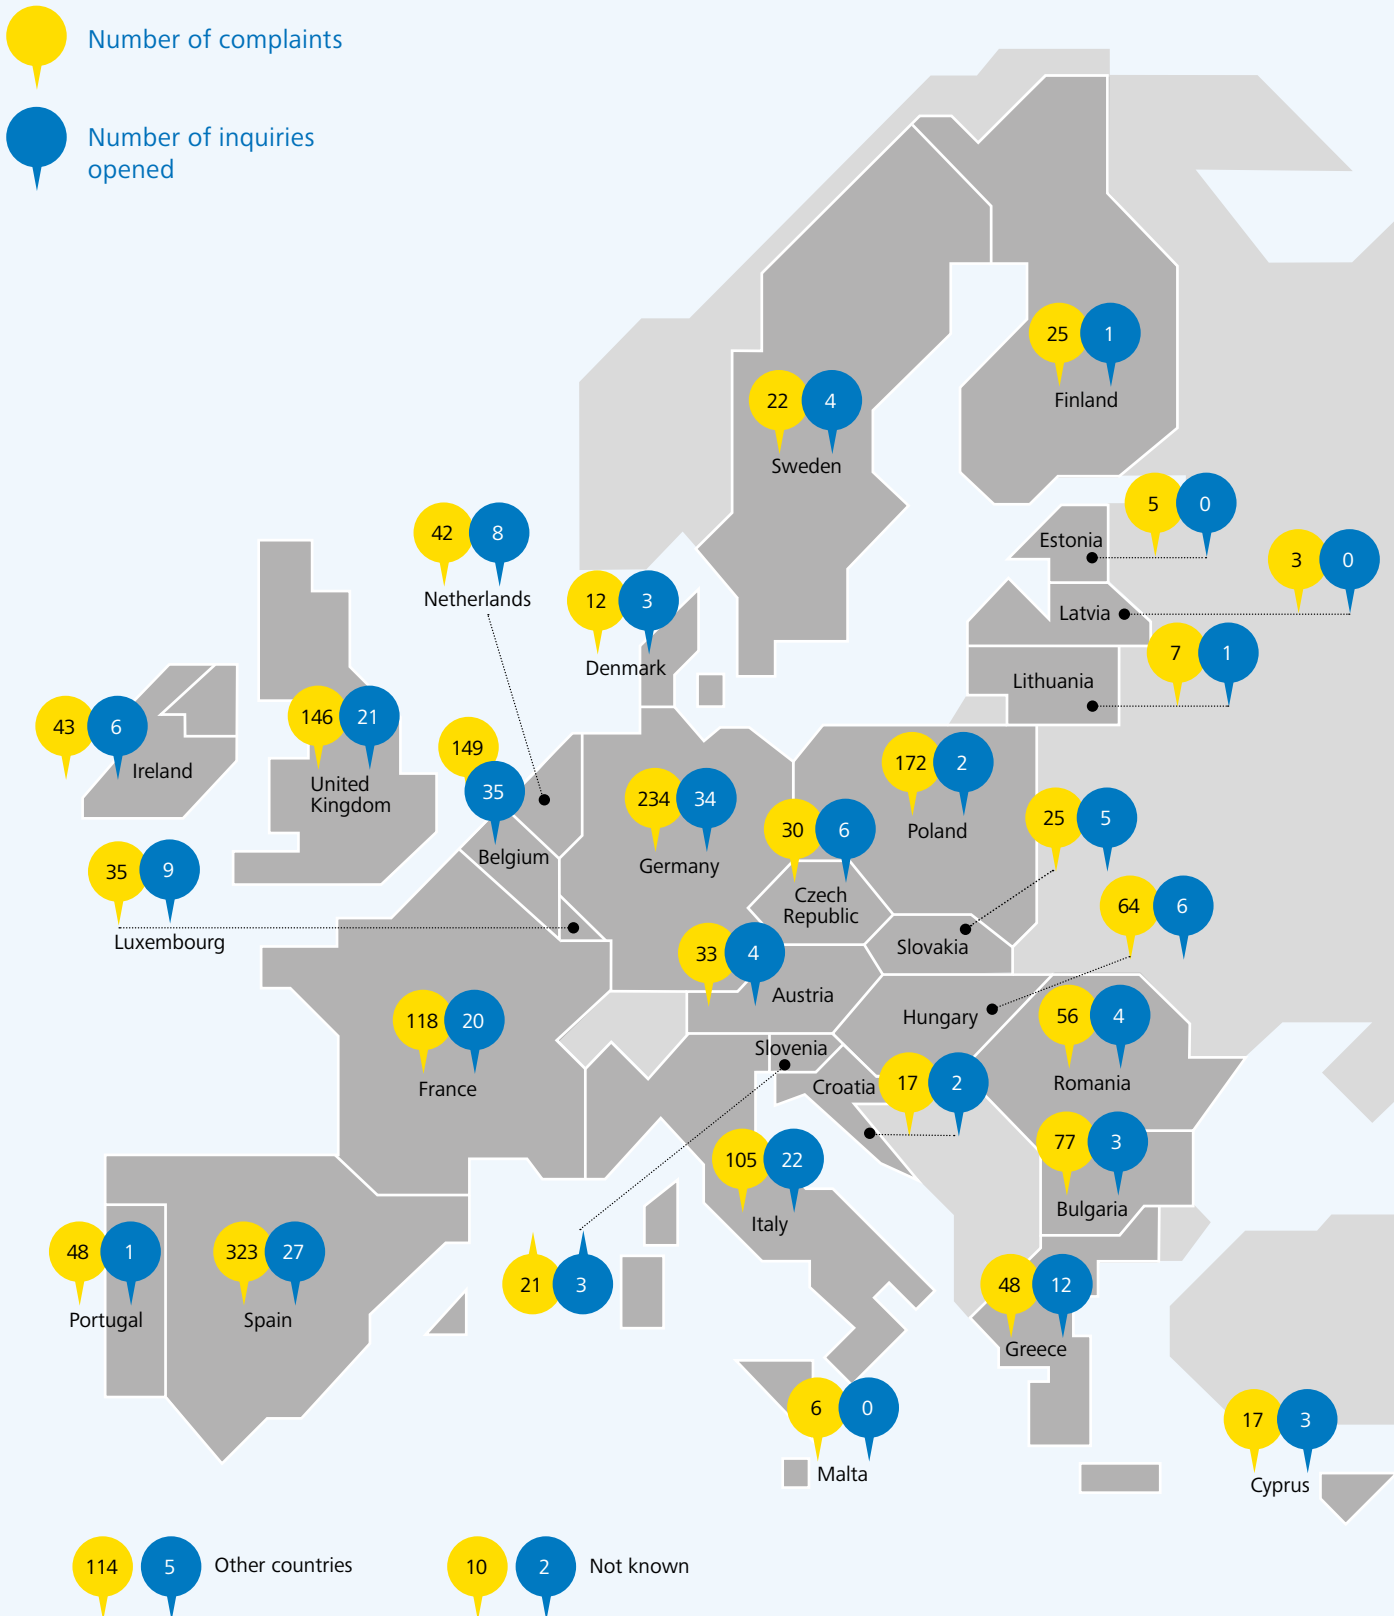 Number of complaints
Number of inquiries
opened
25 1
Finland
22 4
Sweden
5 0
Estonia
3 0
Latvia
7 1
Lithuania
42 8
Netherlands
12 3
Denmark
43 6
Ireland
146 21
United
Kingdom
149
35
Belgium
234 34
Germany
172 2
Poland
30 6
Czech
Republic
25 5
Slovakia
35 9
Luxembourg
64 6
Hungary
33 4
Austria
118 20
France
56 4
Romania
Slovenia
21 3
Croatia
17 2
77 3
Bulgaria
105 22
Italy
48 1
Portugal
323 27
Spain
48 12
Greece
6 0
Malta
17 3
Cyprus
114 5 Other countries
10 2 Not known